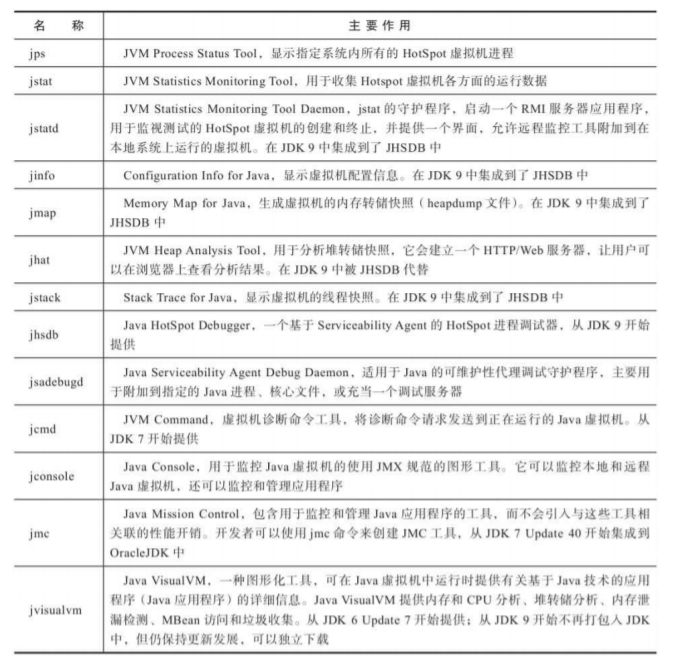 名 称 主 要 作 用
jps JVM Process Status Tool，显示指定系统内所有的 HotSpot 虚拟机进程
jstat JVM Statistics Monitoring Tool，用于收集 Hotspot 虚拟机各方面的运行数据
jstatd JVM Statistics Monitoring Tool Daemon，jstat 的守护程序，启动一个 RMI 服务器应用程序，
用于监视测试的 HotSpot 虚拟机的创建和终止，并提供一个界面，允许远程监控工具附加到在
本地系统上运行的虚拟机。在 JDK 9 中集成到了 JHSDB 中
jinfo Configuration Info for Java，显示虚拟机配置信息。在 JDK 9 中集成到了 JHSDB 中
jmap Memory Map for Java，生成虚拟机的内存转储快照（heapdump 文件）。在 JDK 9 中集成到了
JHSDB 中
jhat JVM Heap Analysis Tool，用于分析堆转储快照，它会建立一个 HTTP/Web 服务器，让用户可
以在浏览器上查看分析结果。在 JDK 9 中被 JHSDB 代替
jstack Stack Trace for Java，显示虚拟机的线程快照。在 JDK 9 中集成到了 JHSDB 中
jhsdb Java HotSpot Debugger，一个基于 Serviceability Agent 的 HotSpot 进程调试器，从 JDK 9 开始
提供
jsadebugd Java Serviceability Agent Debug Daemon，适用于 Java 的可维护性代理调试守护程序，主要用
于附加到指定的 Java 进程、核心文件，或充当一个调试服务器
jcmd JVM Command，虚拟机诊断命令工具，将诊断命令请求发送到正在运行的 Java 虚拟机。从
JDK 7 开始提供
jconsole Java Console，用于监控 Java 虚拟机的使用 JMX 规范的图形工具。它可以监控本地和远程
Java 虚拟机，还可以监控和管理应用程序
jmc Java Mission Control，包含用于监控和管理 Java 应用程序的工具，而不会引入与这些工具相
关联的性能开销。开发者可以使用 jmc 命令来创建 JMC 工具，从 JDK 7 Update 40 开始集成到
OracleJDK 中
jvisualvm Java VisualVM，一种图形化工具，可在 Java 虚拟机中运行时提供有关基于 Java 技术的应用
程序（Java 应用程序）的详细信息。Java VisualVM 提供内存和 CPU 分析、堆转储分析、内存泄
漏检测、MBean 访问和垃圾收集。从 JDK 6 Update 7 开始提供；从 JDK 9 开始不再打包入 JDK
中，但仍保持更新发展，可以独立下载